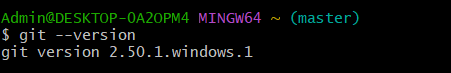 Admin@DESKTOP-0A2OPM4 MINGW64 ~ (master)
$ git --version
git version 2.50.1.windows.1